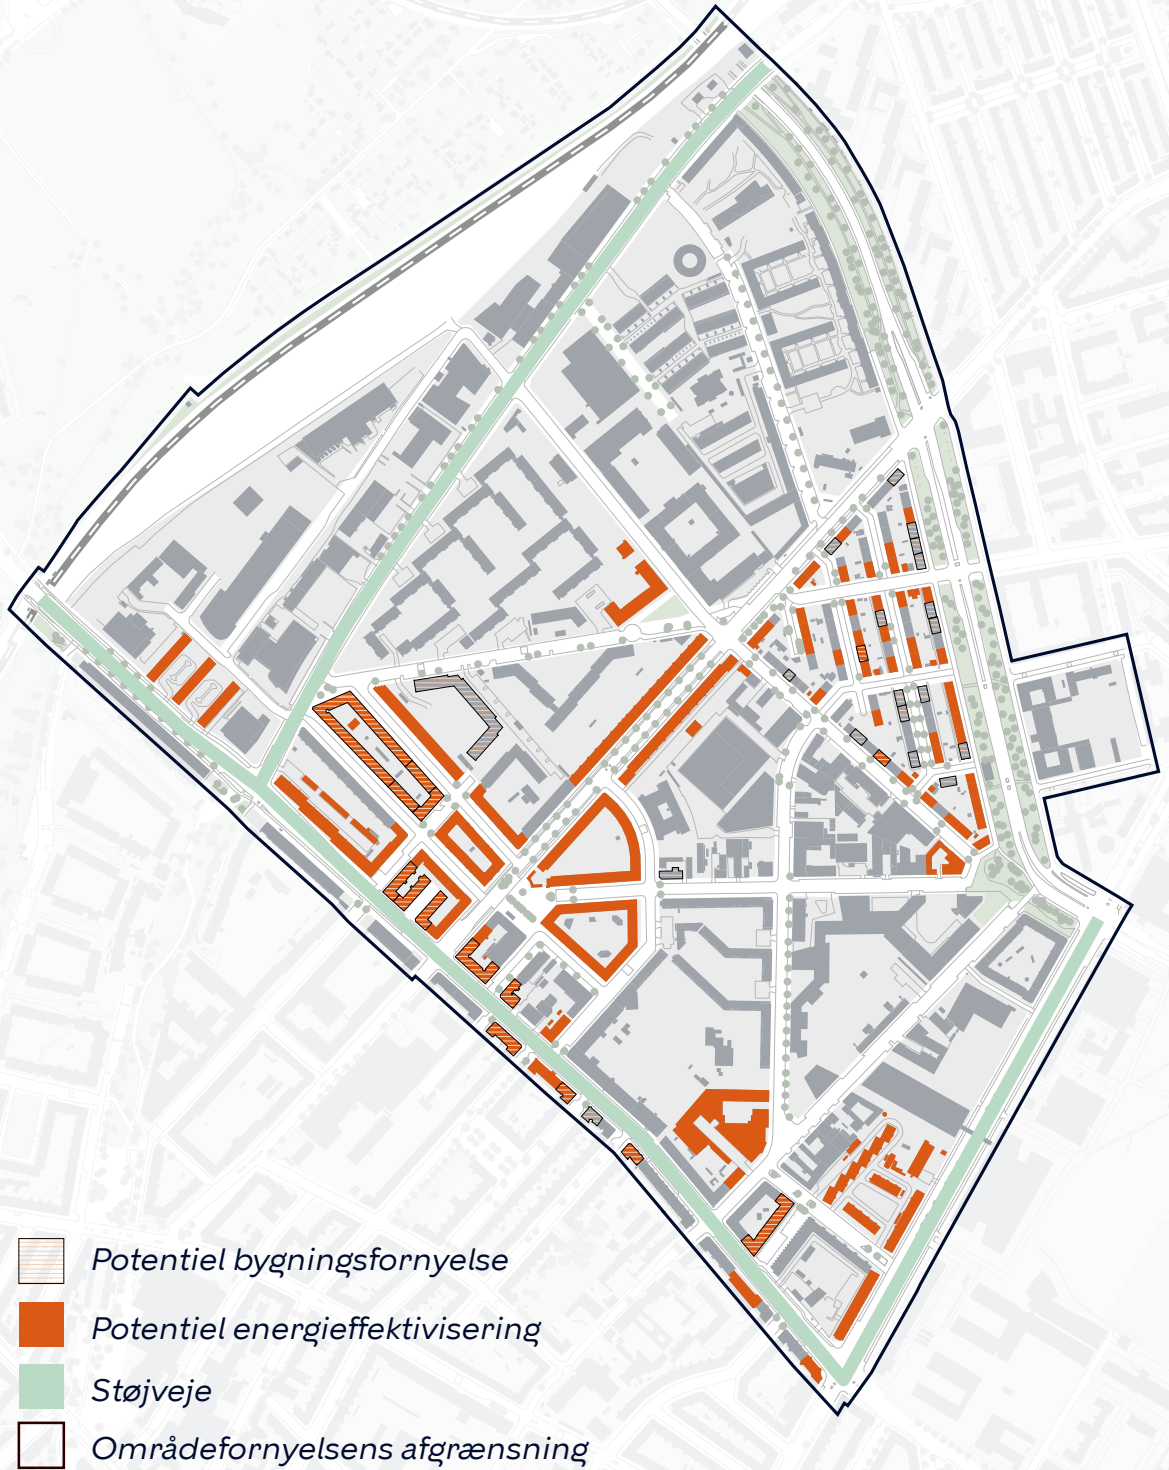 Potentiel bygningsfornyelse
Potentiel energieffektivisering
Støjveje
Områdefornyelsens afgrænsning